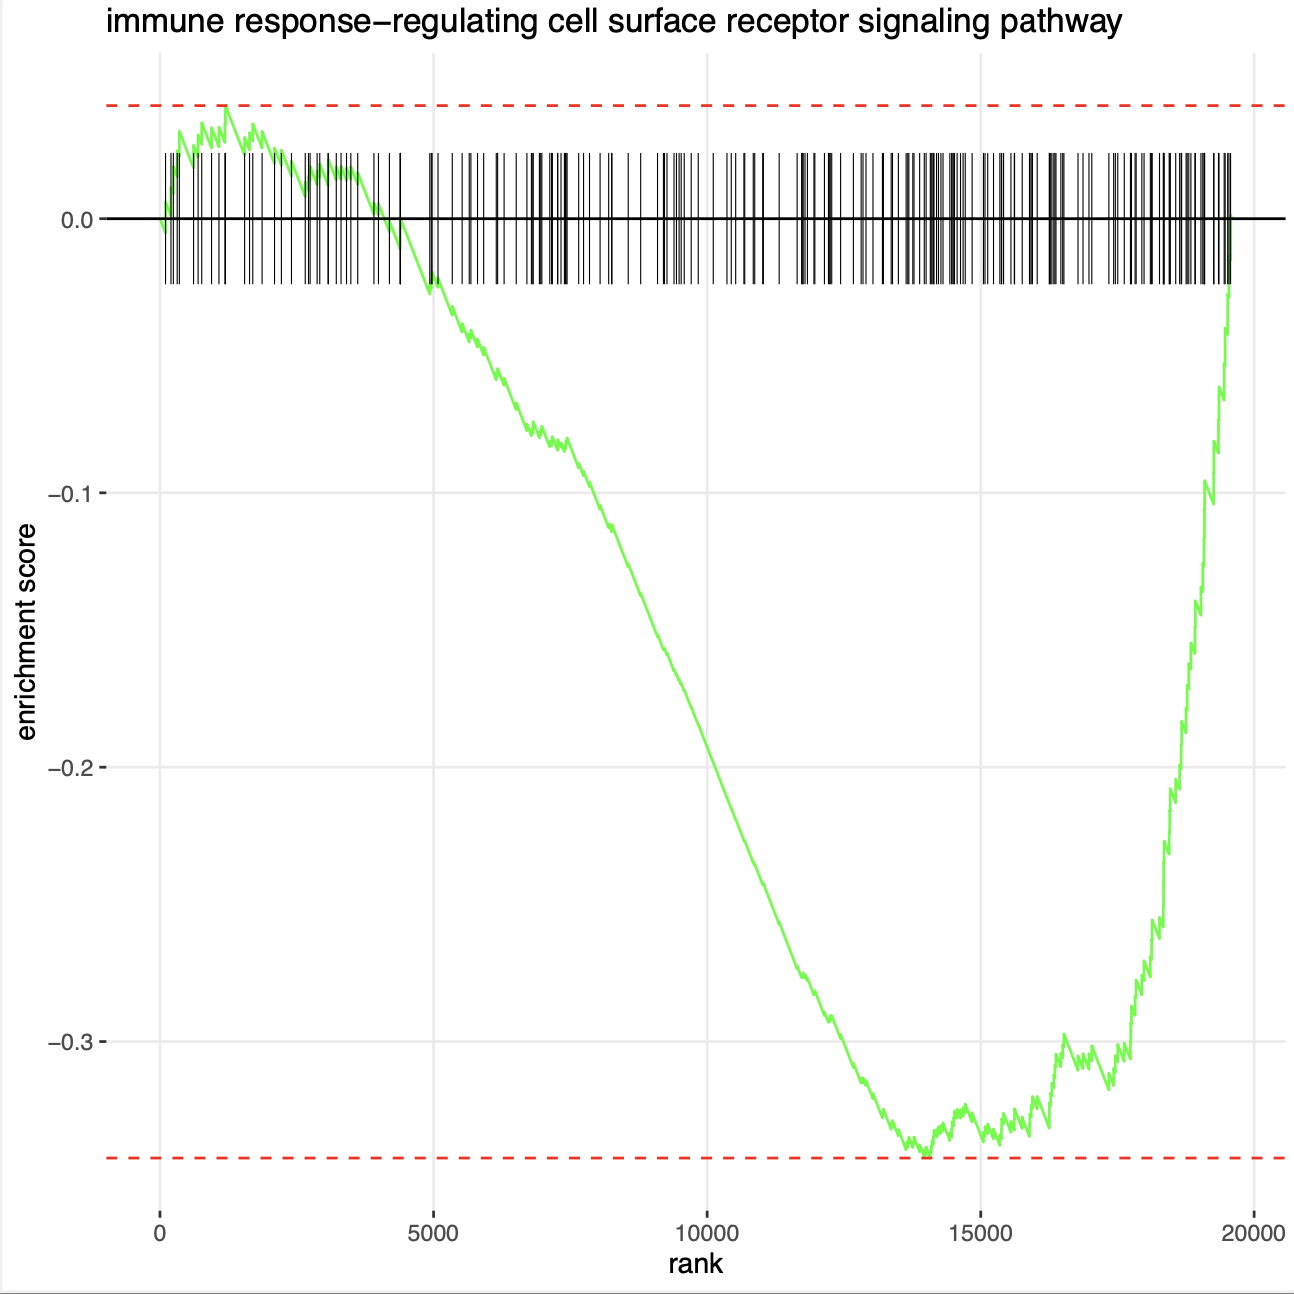 immune response−regulating cell surface receptor signaling pathway
0.0
−0.1
enrichment score
−0.2
−0.3
0 5000 10000 15000 20000
rank